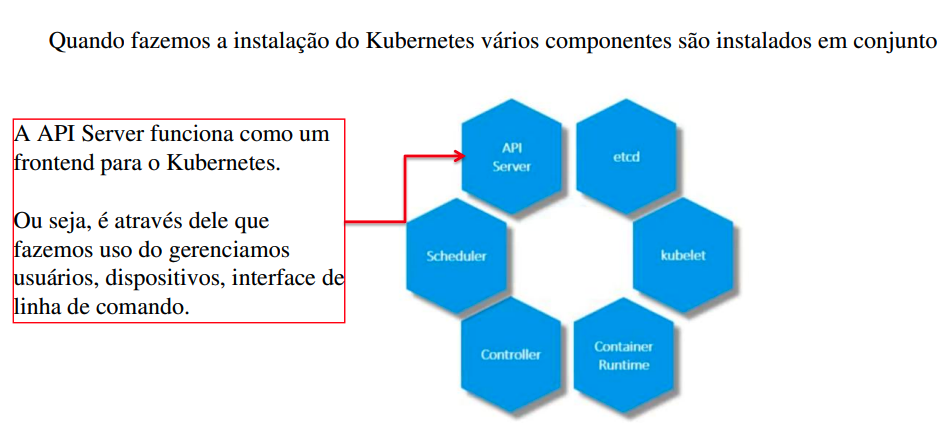 Quando fazemos a instalação do Kubernetes vários componentes são instalados em conjunto
A API Server funciona como um
frontend para o Kubernetes.
Ou seja, é através dele que
fazemos uso do gerenciamos
usuários, dispositivos, interface de
linha de comando.
API
Server
etcd
Scheduler
kubelet
Controller
Container
Runtime